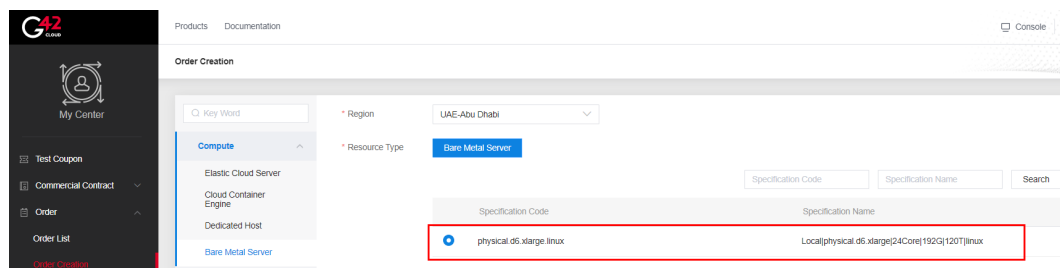 G42
CLOUD
Products Documentation
Console
Order Creation
My Center
Test Coupon
Commercial Contract
Order
Order List
Order Creation
Key Word
Compute
Elastic Cloud Server
Cloud Container
Engine
Dedicated Host
Bare Metal Server
* Region UAE-Abu Dhabi
* Resource Type Bare Metal Server
Specification Code Specification Name Search
Specification Code Specification Name
physical.d6.xlarge.linux Local|physical.d6.xlarge|24Core|192G|120T|linux